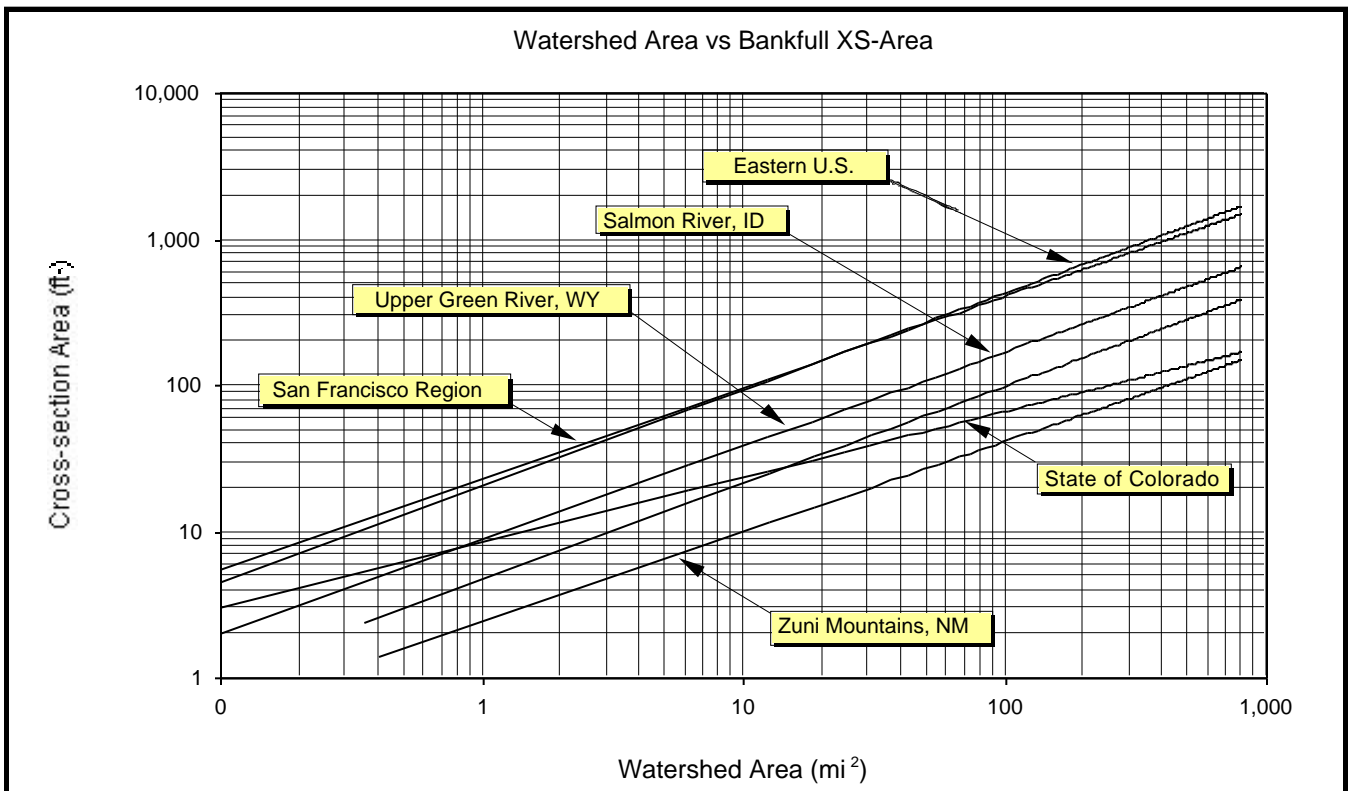 Watershed Area vs Bankfull XS-Area
10,000
1,000
100
10
1
Cross-section Area (ft-)
Eastern U.S.
Salmon River, ID
Upper Green River, WY
San Francisco Region
State of Colorado
Zuni Mountains, NM
0
1
10
100
1,000
Watershed Area (mi²)